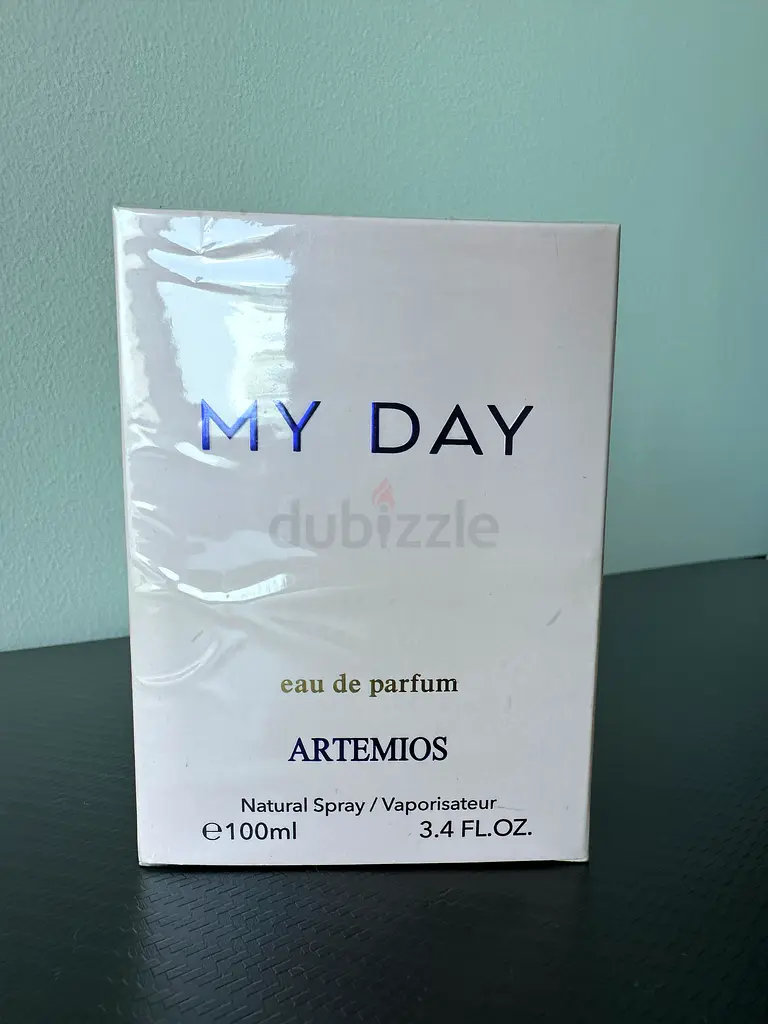 MY DAY
dubizzle
eau de parfum
ARTEMIOS
Natural Spray / Vaporisateur
℮100ml 3.4 FL.OZ.